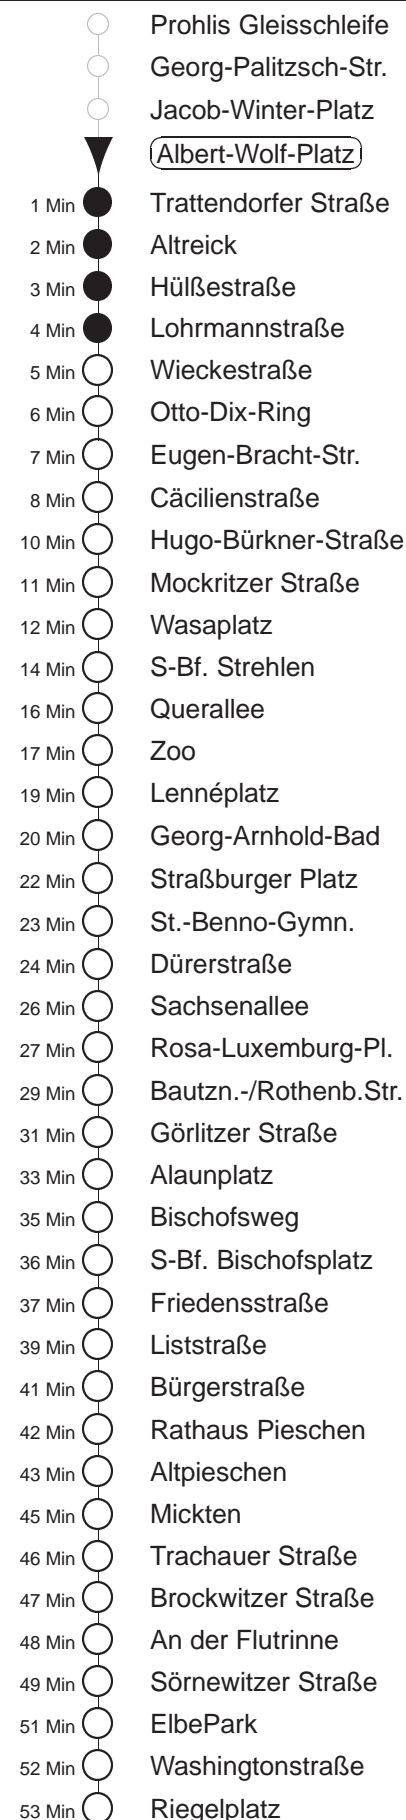 Prohlis Gleisschleife
Georg-Palitzsch-Str.
Jacob-Winter-Platz
Albert-Wolf-Platz
1 Min Trattendorfer Straße
2 Min Altreick
3 Min Hülßestraße
4 Min Lohrmannstraße
5 Min Wieckestraße
6 Min Otto-Dix-Ring
7 Min Eugen-Bracht-Str.
8 Min Cäcilienstraße
10 Min Hugo-Bürkner-Straße
11 Min Mockritzer Straße
12 Min Wasaplatz
14 Min S-Bf. Strehlen
16 Min Querallee
17 Min Zoo
19 Min Lennéplatz
20 Min Georg-Arnhold-Bad
22 Min Straßburger Platz
23 Min St.-Benno-Gymn.
24 Min Dürerstraße
26 Min Sachsenallee
27 Min Rosa-Luxemburg-Pl.
29 Min Bautzn.-/Rothenb.Str.
31 Min Görlitzer Straße
33 Min Alaunplatz
35 Min Bischofsweg
36 Min S-Bf. Bischofsplatz
37 Min Friedensstraße
39 Min Liststraße
41 Min Bürgerstraße
42 Min Rathaus Pieschen
43 Min Altpieschen
45 Min Mickten
46 Min Trachauer Straße
47 Min Brockwitzer Straße
48 Min An der Flutrinne
49 Min Sörnewitzer Straße
51 Min ElbePark
52 Min Washingtonstraße
53 Min Riegelplatz